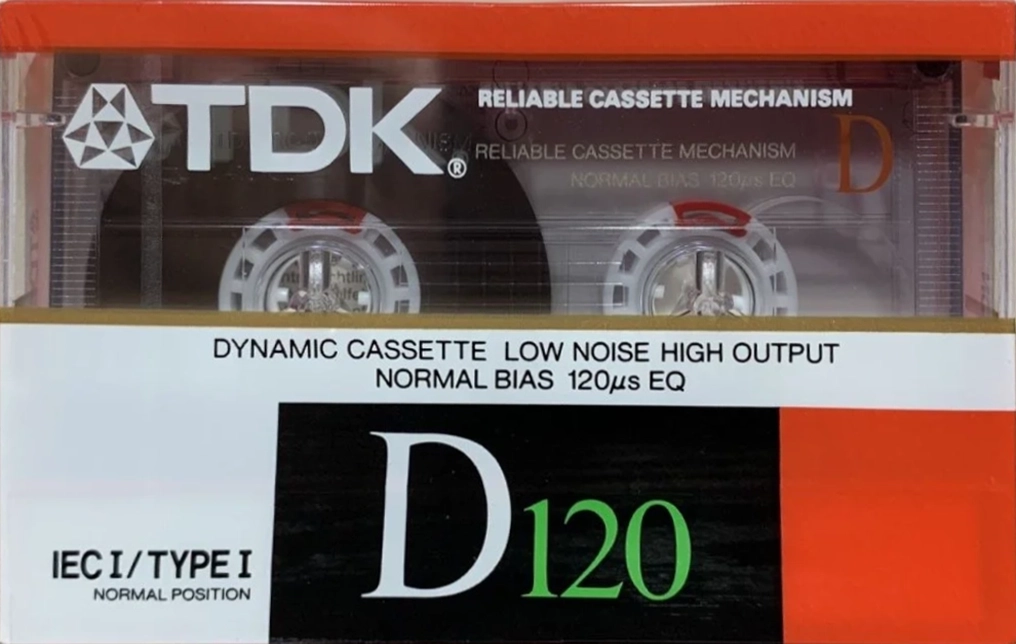 TDK®
RELIABLE CASSETTE MECHANISM
RELIABLE CASSETTE MECHANISM
D
NORMAL BIAS 120µs EQ
DYNAMIC CASSETTE LOW NOISE HIGH OUTPUT
NORMAL BIAS 120µs EQ
D120
IEC I/TYPE I
NORMAL POSITION